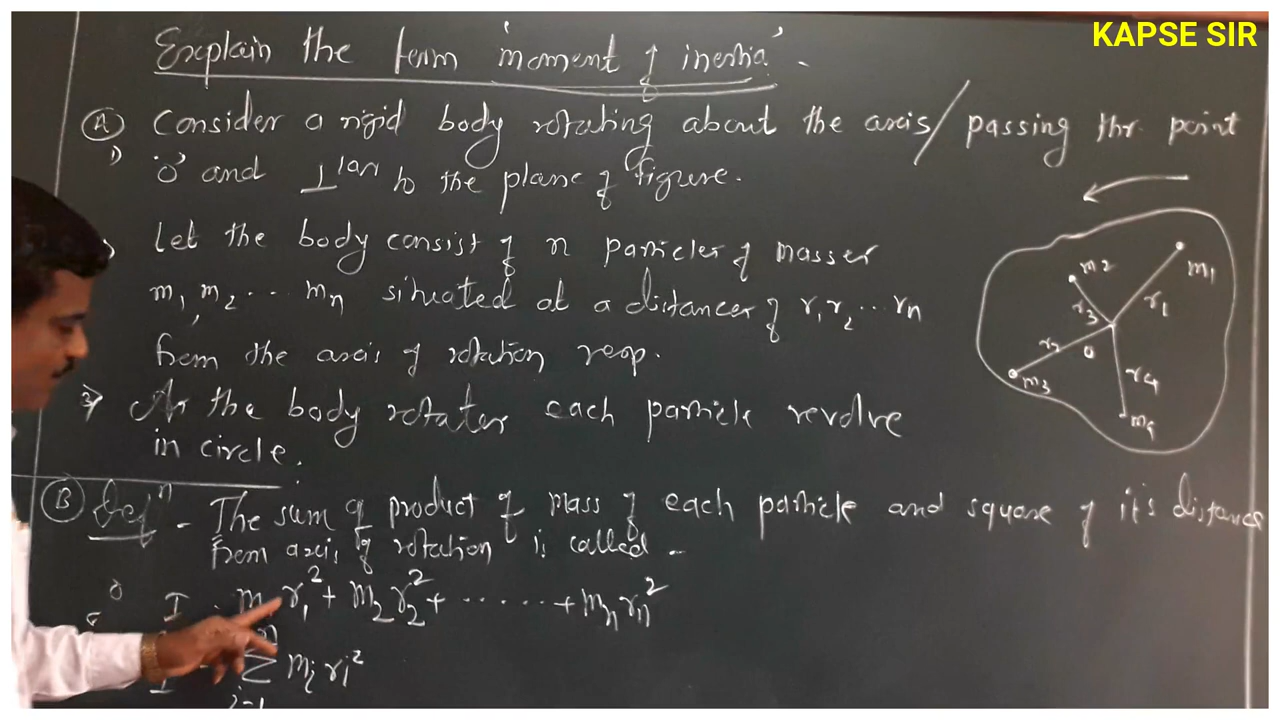 KAPSE SIR
Explain the term 'moment of inertia'.
(A) Consider a rigid body rotating about the axis/passing thr. point
1) 'o' and ⊥lar to the plane of figure.
Let the body consist of n particles of masses
m₁, m₂ ... mₙ situated at a distances of r₁ r₂ ... rₙ
from the axis of rotation resp.
3) As the body rotates each particle revolve
in circle.
(B) Defⁿ - The sum of product of mass of each particle and square of it's distance
from axis of rotation is called -
I = m r₁² + m₂r₂² + ...... + mₙrₙ²
I Σ mᵢrᵢ²
i=1
m₁
m₂
r₁
r₃
r₂
o
m₃
r₄
m₄